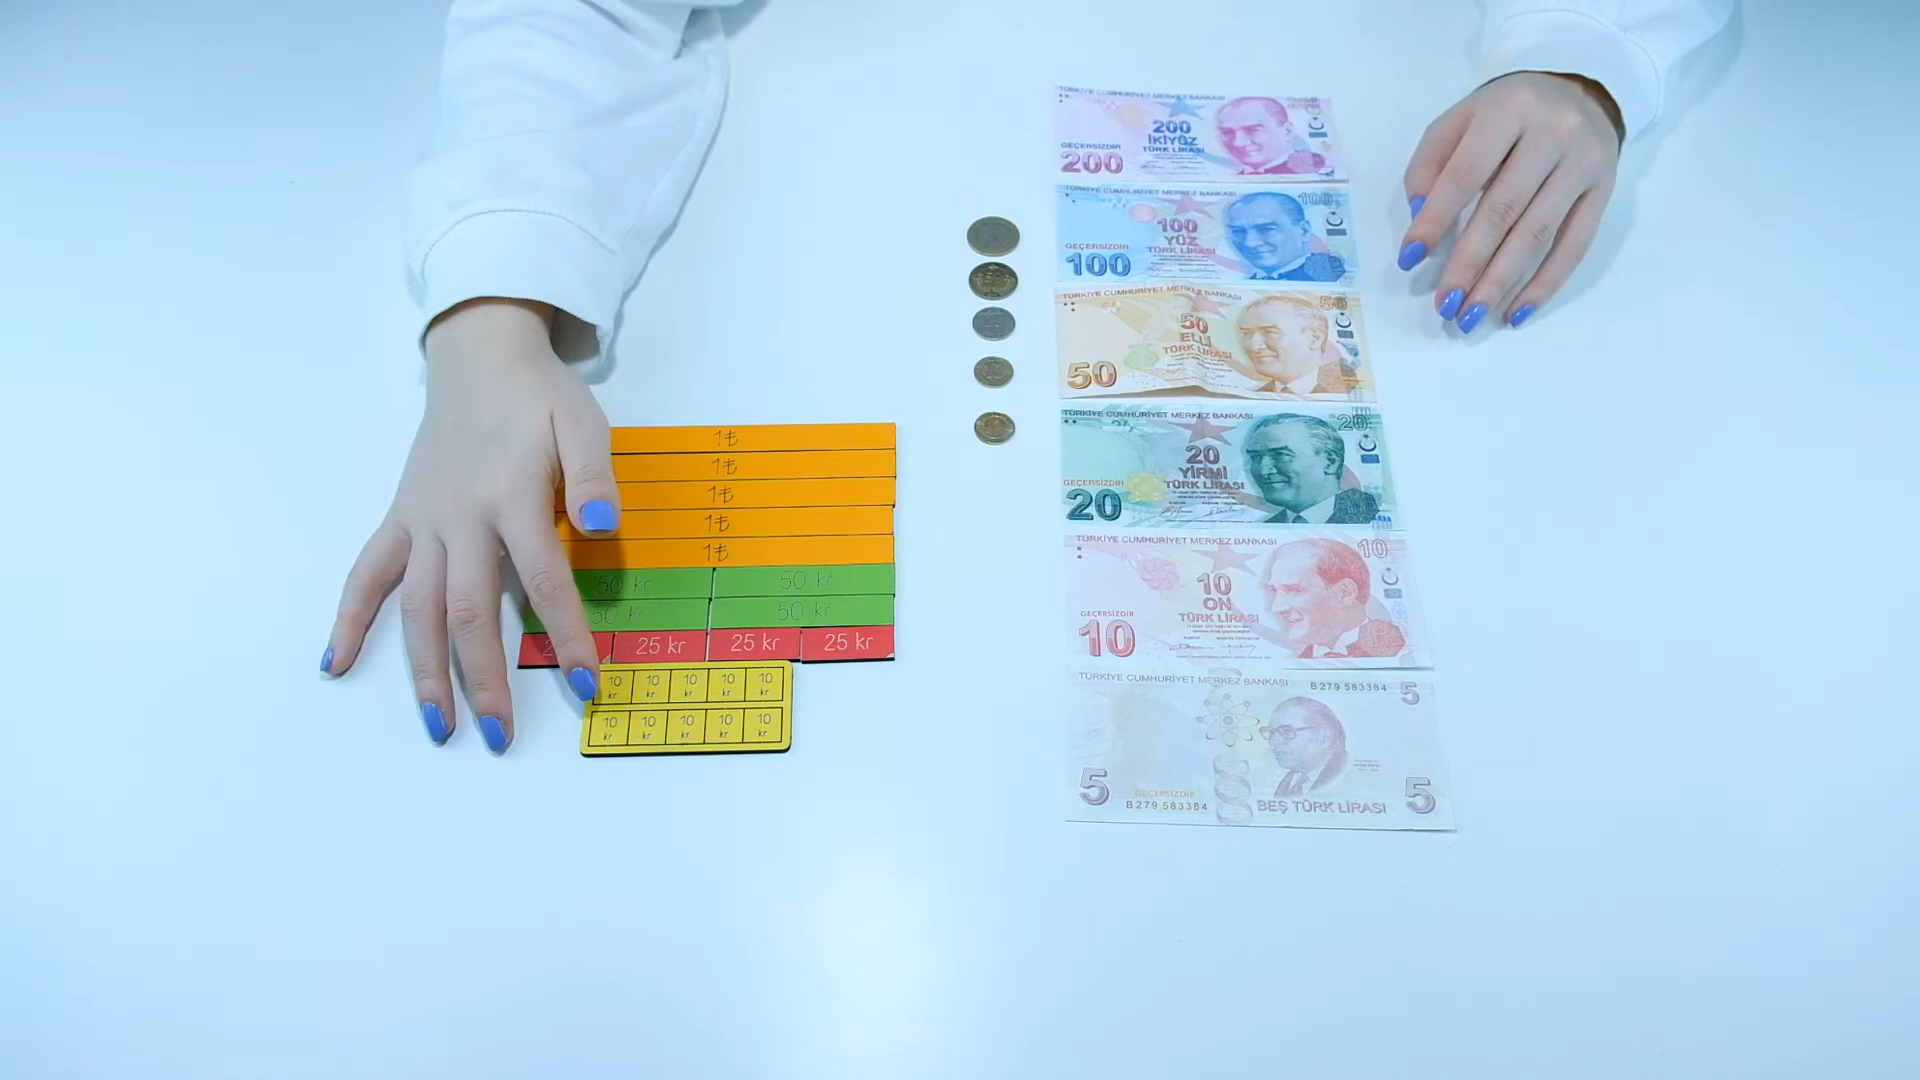 1₺
1₺
1₺
1₺
1₺
50 kr 50 kr
50 kr 50 kr
25 kr 25 kr 25 kr
10 kr 10 kr 10 kr 10 kr 10 kr
10 kr 10 kr 10 kr 10 kr 10 kr
50
TÜRKİYE CUMHURİYET MERKEZ BANKASI
200
İKİYÜZ
TÜRK LİRASI
GEÇERSİZDİR
200
TÜRKİYE CUMHURİYET MERKEZ BANKASI
100
100
YÜZ
TÜRK LİRASI
GEÇERSİZDİR
100
TÜRKİYE CUMHURİYET MERKEZ BANKASI
50
50
ELLİ
TÜRK LİRASI
50
TÜRKİYE CUMHURİYET MERKEZ BANKASI
20
20
YİRMİ
TÜRK LİRASI
GEÇERSİZDİR
20
TÜRKİYE CUMHURİYET MERKEZ BANKASI
10
10
ON
TÜRK LİRASI
GEÇERSİZDİR
10
TÜRKİYE CUMHURİYET MERKEZ BANKASI
B 279 583384 5
5
GEÇERSİZDİR
B 279 583384
BEŞ TÜRK LİRASI 5